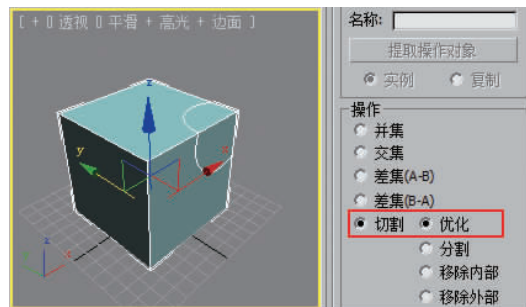 [ + 0 透视 0 平滑 + 高光 + 边面 ]
z
y
x
z
y
x
名称:
提取操作对象
实例 复制
操作
并集
交集
差集(A-B)
差集(B-A)
切割 优化
分割
移除内部
移除外部